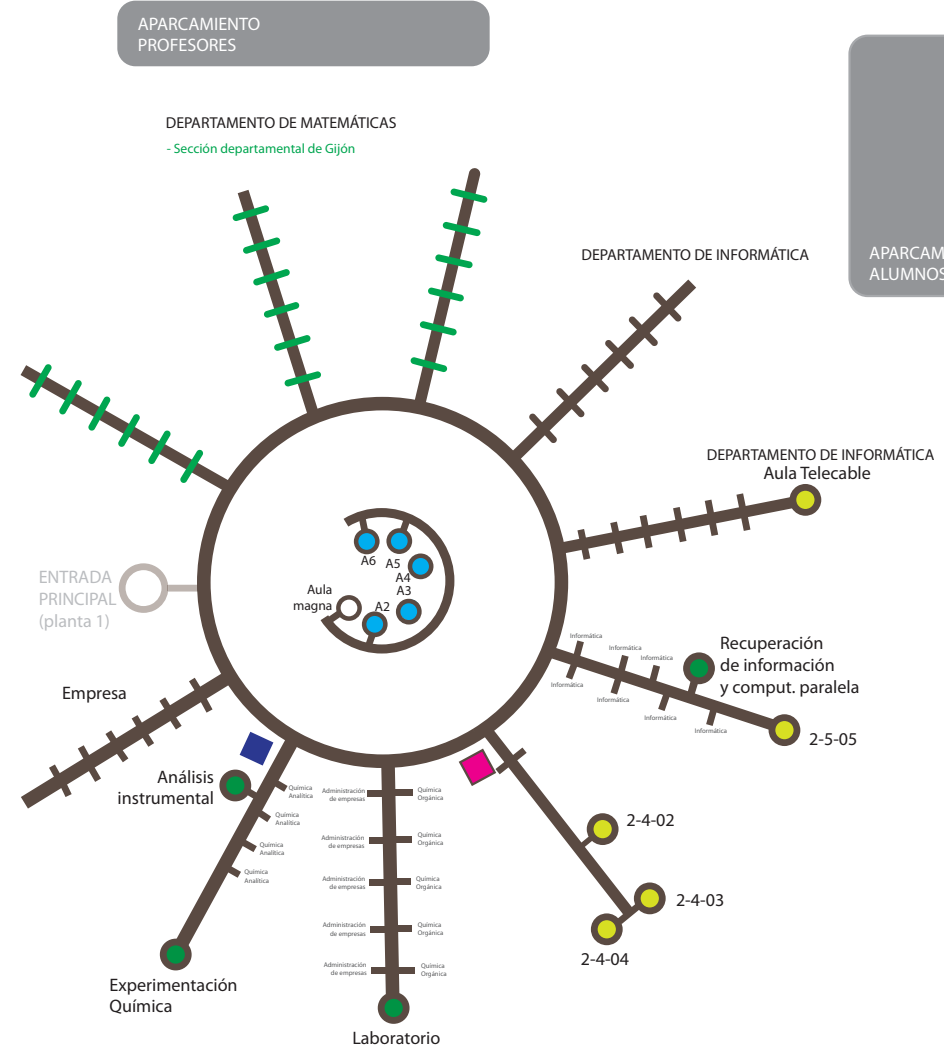 APARCAMIENTO
PROFESORES
DEPARTAMENTO DE MATEMÁTICAS
- Sección departamental de Gijón
DEPARTAMENTO DE INFORMÁTICA
APARCAM
ALUMNOS
DEPARTAMENTO DE INFORMÁTICA
Aula Telecable
A6
A5
A4
A3
A2
Aula
magna
ENTRADA
PRINCIPAL
(planta 1)
Informática
Informática
Informática
Informática
Informática
Informática
Informática
Recuperación
de información
y comput. paralela
2-5-05
Empresa
Análisis
instrumental
Química
Analítica
Química
Analítica
Química
Analítica
Química
Analítica
Experimentación
Química
Administración
de empresas
Química
Orgánica
Administración
de empresas
Química
Orgánica
Administración
de empresas
Química
Orgánica
Administración
de empresas
Química
Orgánica
Administración
de empresas
Química
Orgánica
Laboratorio
2-4-02
2-4-03
2-4-04